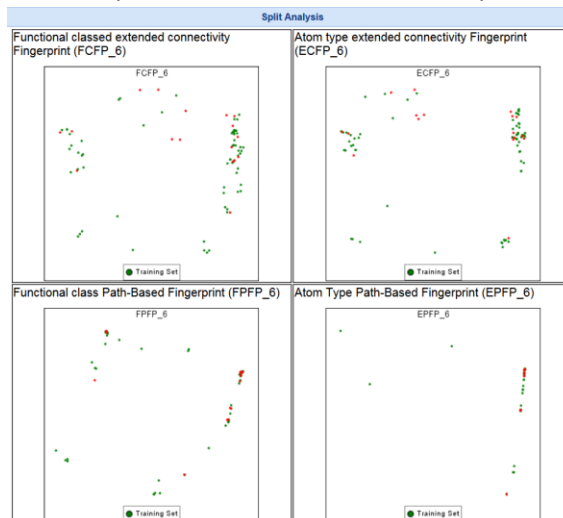 Split Analysis
Functional classed extended connectivity
Fingerprint (FCFP_6)
FCFP_6
Training Set
Atom type extended connectivity Fingerprint
(ECFP_6)
ECFP_6
Training Set
Functional class Path-Based Fingerprint (FPFP_6)
FPFP_6
Training Set
Atom Type Path-Based Fingerprint (EPFP_6)
EPFP_6
Training Set